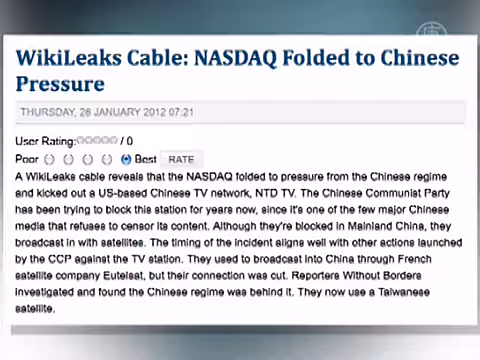 WikiLeaks Cable: NASDAQ Folded to Chinese
Pressure
THURSDAY, 28 JANUARY 2012 07:21
User Rating: / 0
Poor Best RATE
A WikiLeaks cable reveals that the NASDAQ folded to pressure from the Chinese regime
and kicked out a US-based Chinese TV network, NTD TV. The Chinese Communist Party
has been trying to block this station for years now, since it's one of the few major Chinese
media that refuses to censor its content. Although they're blocked in Mainland China, they
broadcast in with satellites. The timing of the incident aligns well with other actions launched
by the CCP against the TV station. They used to broadcast into China through French
satellite company Eutelsat, but their connection was cut. Reporters Without Borders
investigated and found the Chinese regime was behind it. They now use a Taiwanese
satellite.